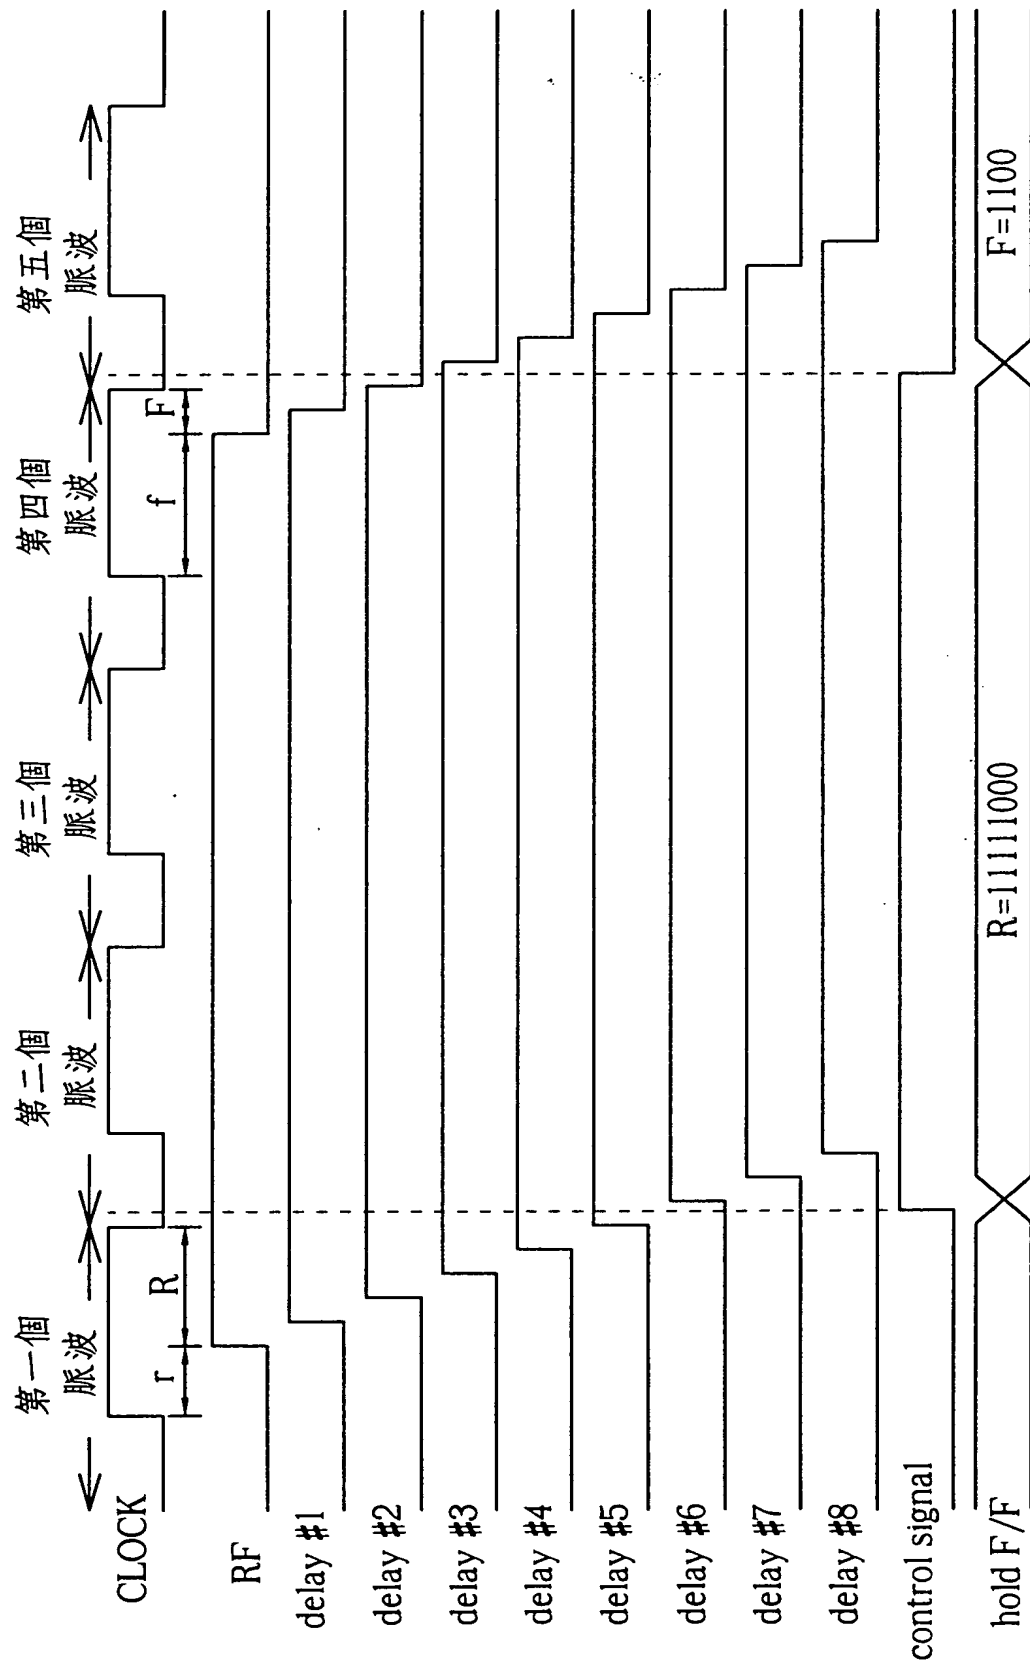 第一個
脈波
第二個
脈波
第三個
脈波
第四個
脈波
第五個
脈波
CLOCK
r
R
f
F
RF
delay #1
delay #2
delay #3
delay #4
delay #5
delay #6
delay #7
delay #8
control signal
hold F/F
R=11111000
F=1100